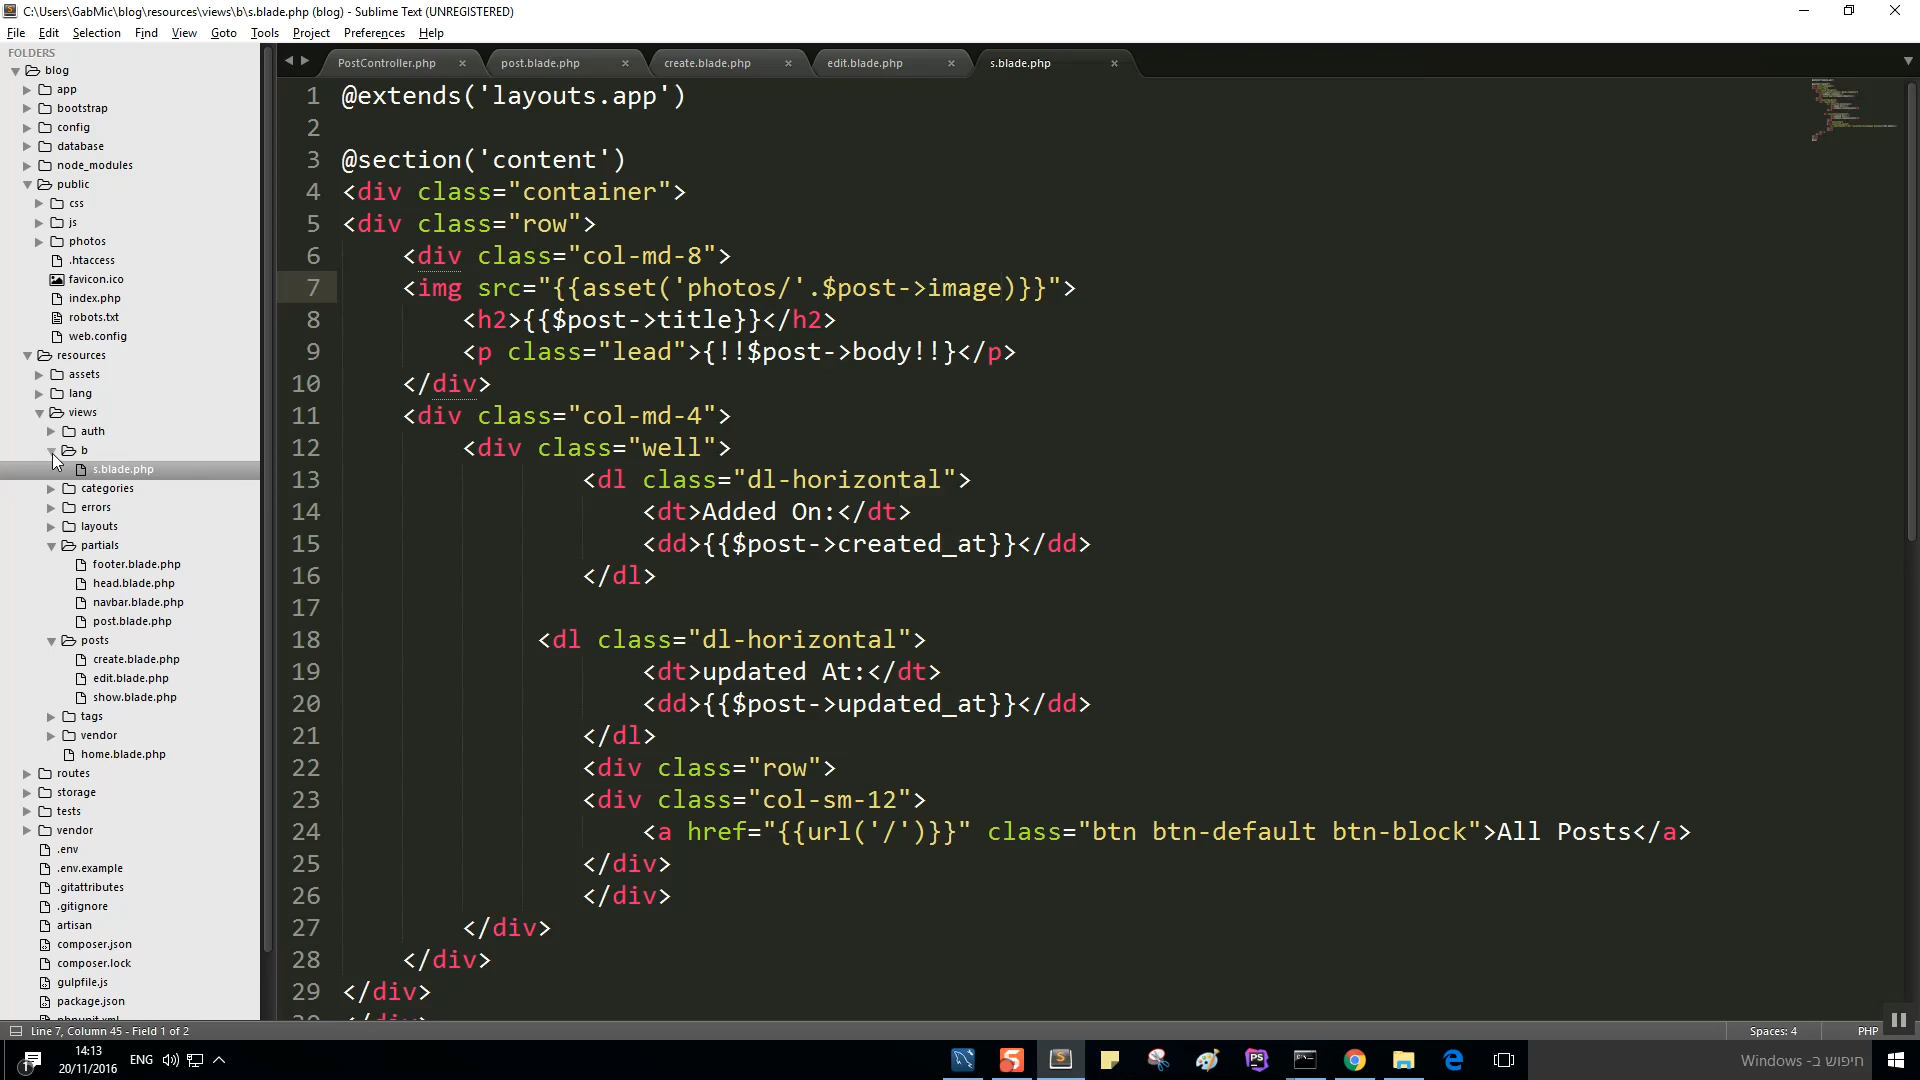 C:\Users\GabMic\blog\resources\views\b\s.blade.php (blog) - Sublime Text (UNREGISTERED)
File Edit Selection Find View Goto Tools Project Preferences Help
FOLDERS
blog
app
bootstrap
config
database
node_modules
public
css
js
photos
.htaccess
favicon.ico
index.php
robots.txt
web.config
resources
assets
lang
views
auth
b
s.blade.php
categories
errors
layouts
partials
footer.blade.php
head.blade.php
navbar.blade.php
post.blade.php
posts
create.blade.php
edit.blade.php
show.blade.php
tags
vendor
home.blade.php
routes
storage
tests
vendor
.env
.env.example
.gitattributes
.gitignore
artisan
composer.json
composer.lock
gulpfile.js
package.json
phpunit.xml
PostController.php × post.blade.php × create.blade.php × edit.blade.php × s.blade.php ×
1 @extends('layouts.app')
2
3 @section('content')
4 <div class="container">
5 <div class="row">
6 <div class="col-md-8">
7 <img src="{{asset('photos/'.$post->image)}}">
8 <h2>{{$post->title}}</h2>
9 <p class="lead">{!!$post->body!!}</p>
10 </div>
11 <div class="col-md-4">
12 <div class="well">
13 <dl class="dl-horizontal">
14 <dt>Added On:</dt>
15 <dd>{{$post->created_at}}</dd>
16 </dl>
17
18 <dl class="dl-horizontal">
19 <dt>updated At:</dt>
20 <dd>{{$post->updated_at}}</dd>
21 </dl>
22 <div class="row">
23 <div class="col-sm-12">
24 <a href="{{url('/')}}" class="btn btn-default btn-block">All Posts</a>
25 </div>
26 </div>
27 </div>
28 </div>
29 </div>
30 </div>
Line 7, Column 45 - Field 1 of 2
Spaces: 4 PHP
1
14:13
20/11/2016
ENG
PS
חיפוש ב- Windows